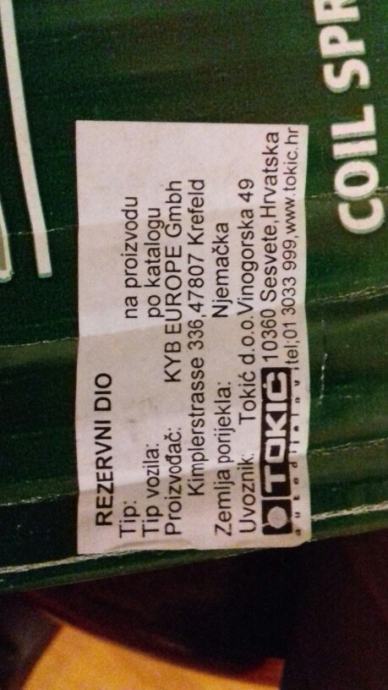 REZERVNI DIO
Tip: na proizvodu
Tip vozila: po katalogu
Proizvođač: KYB EUROPE Gmbh
Kimplerstrasse 336,47807 Krefeld
Zemlja porijekla: Njemačka
Uvoznik: Tokić d.o.o.Vinogorska 49
TOKIĆ 10360 Sesvete,Hrvatska
autodijelovi tel;01 3033 999,www.tokic.hr
COIL SPR